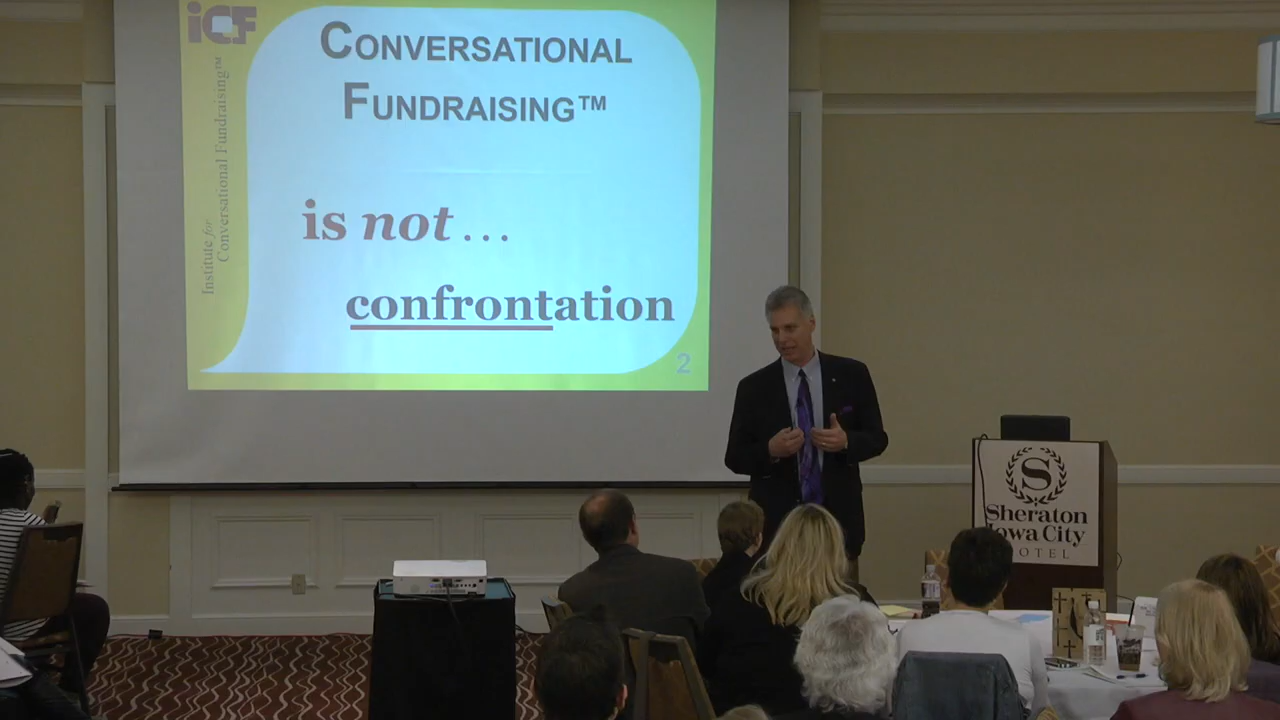 iCF
Institute for
Conversational Fundraising™
CONVERSATIONAL
FUNDRAISING™
is not...
confrontation
2
S
Sheraton
Iowa City
HOTEL